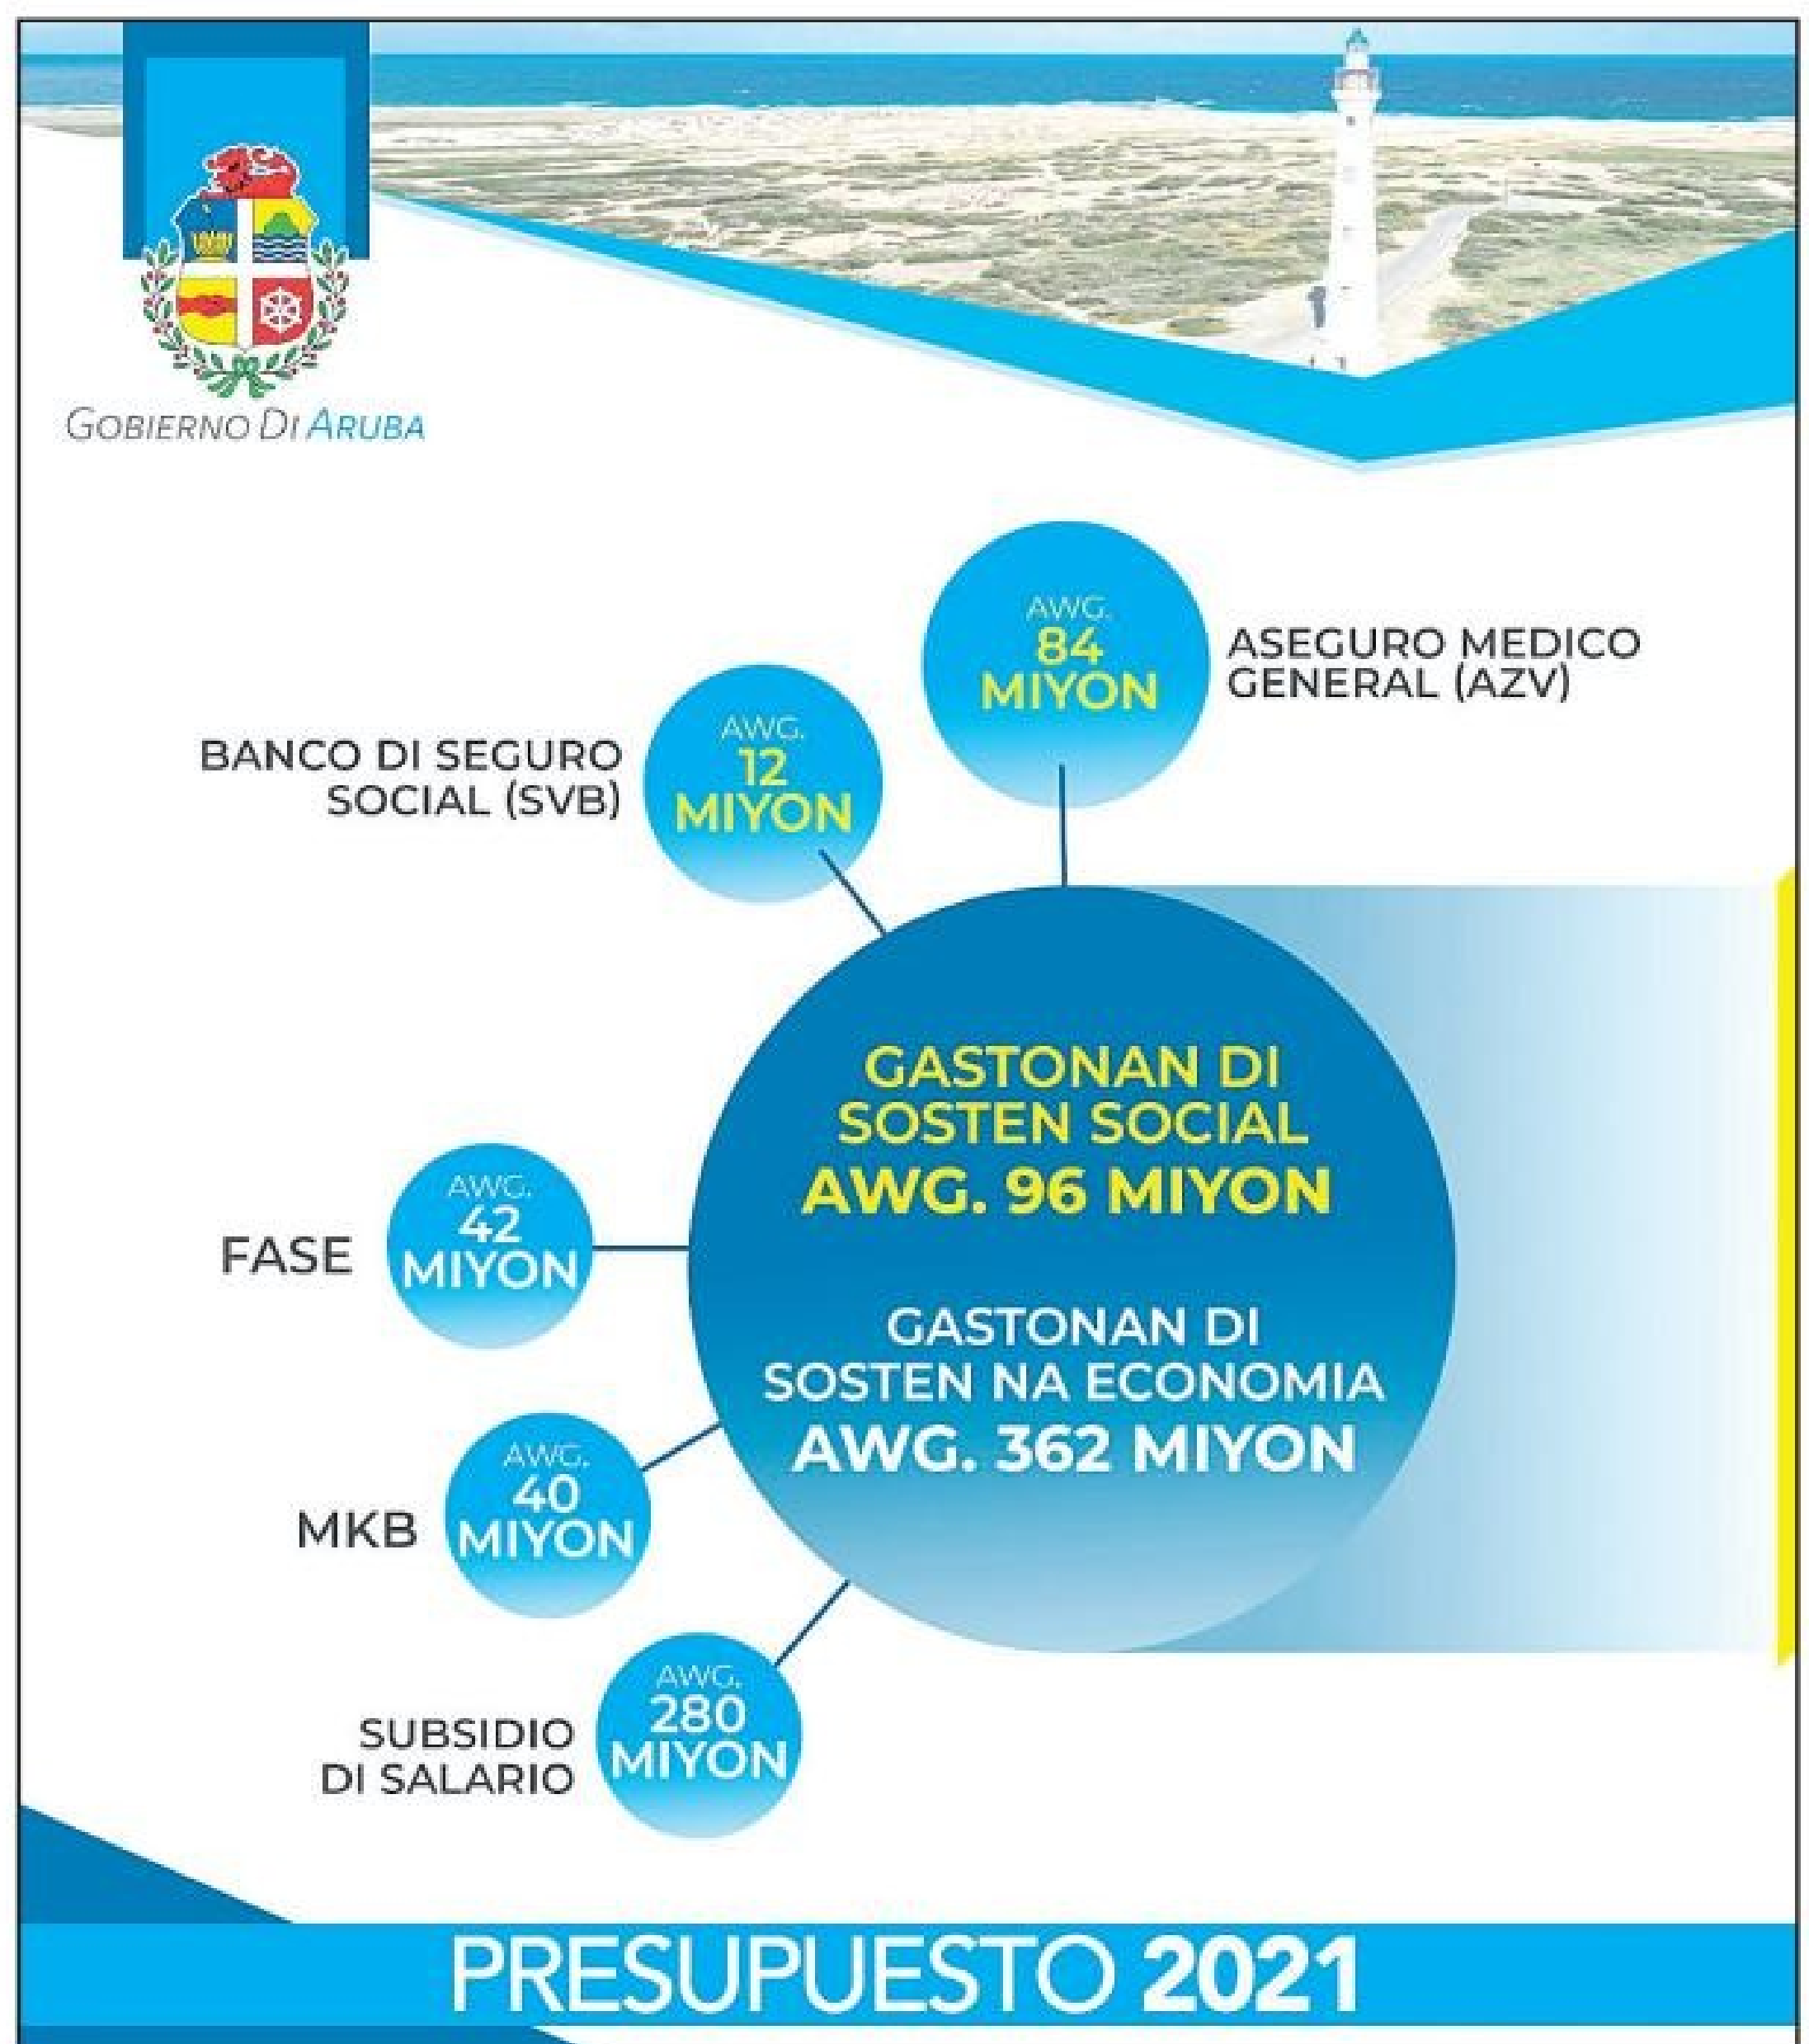 GOBIERNO DI ARUBA
AWG.
84
MIYON
ASEGURO MEDICO
GENERAL (AZV)
BANCO DI SEGURO
SOCIAL (SVB)
AWG.
12
MIYON
GASTONAN DI
SOSTEN SOCIAL
AWG. 96 MIYON
FASE
AWG.
42
MIYON
GASTONAN DI
SOSTEN NA ECONOMIA
AWG. 362 MIYON
MKB
AWG.
40
MIYON
SUBSIDIO
DI SALARIO
AWG.
280
MIYON
PRESUPUESTO 2021